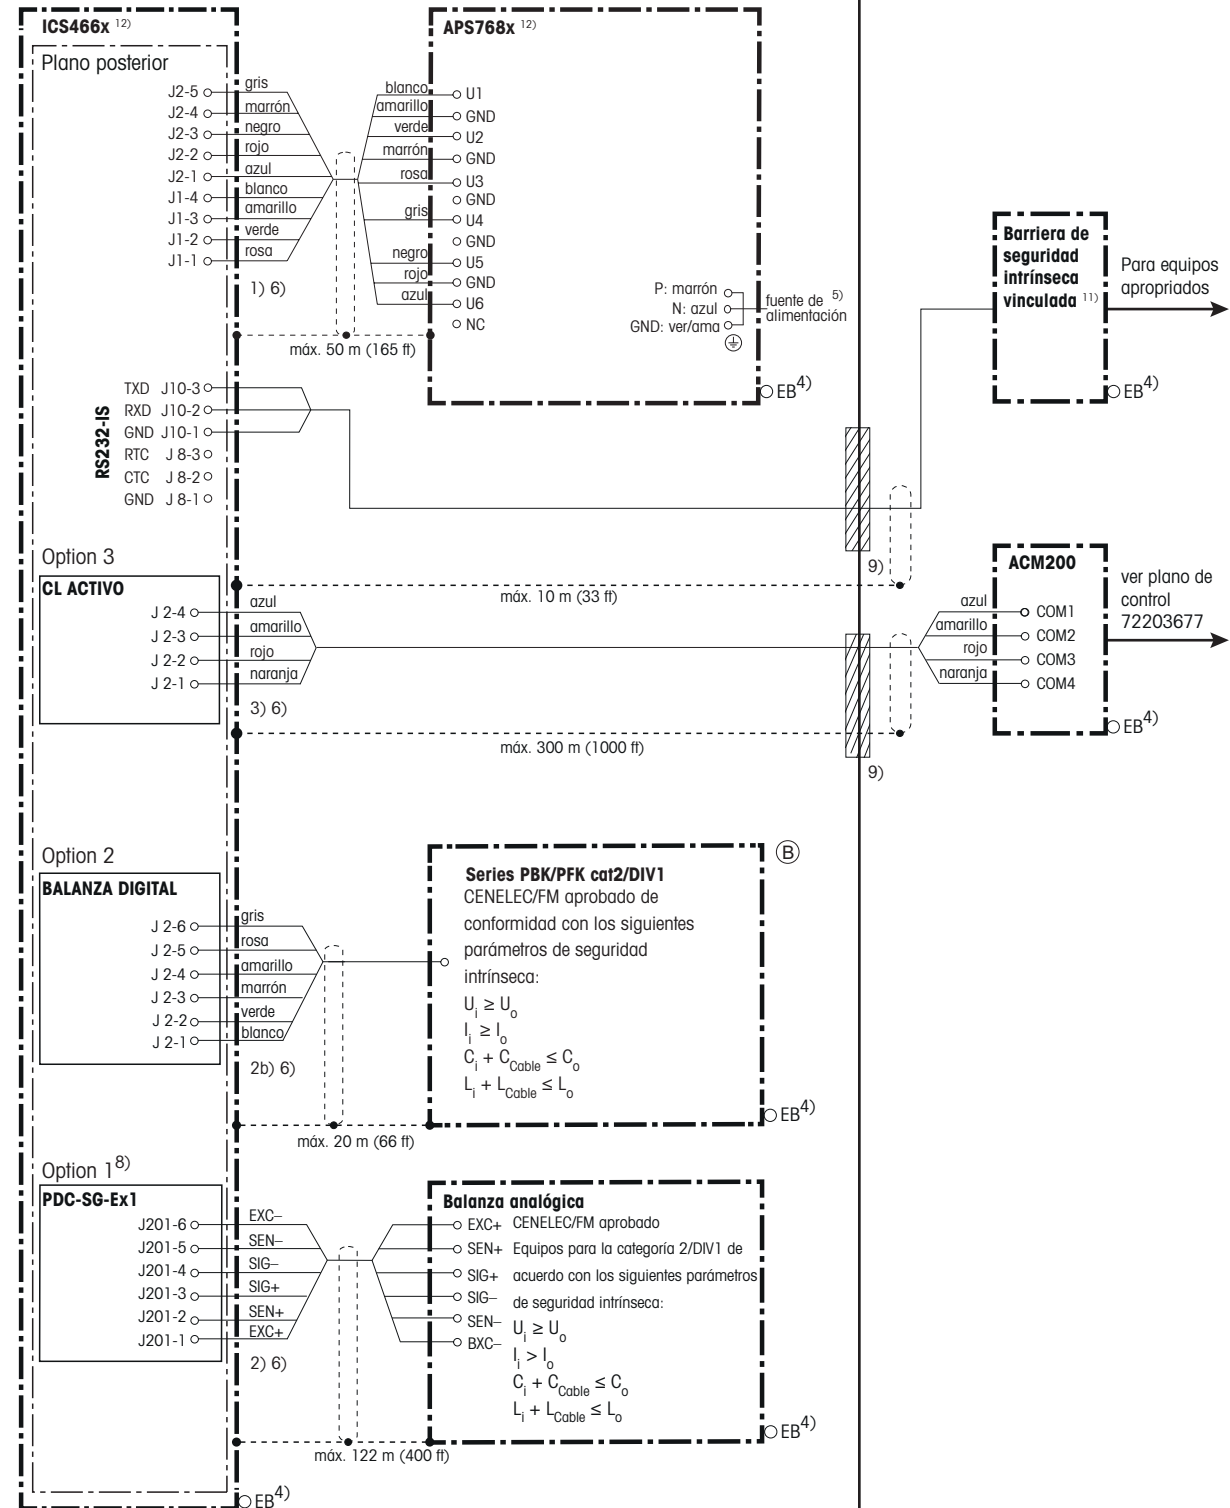 ICS466x 12)
Plano posterior
J2-5 gris
J2-4 marrón
J2-3 negro
J2-2 rojo
J2-1 azul
J1-4 blanco
J1-3 amarillo
J1-2 verde
J1-1 rosa
1) 6)
máx. 50 m (165 ft)
APS768x 12)
blanco U1
amarillo GND
verde U2
marrón GND
rosa U3
GND
gris U4
GND
negro U5
rojo GND
azul U6
NC
P: marrón
N: azul
GND: ver/ama
fuente de 5)
alimentación
EB4)
Barriera de
seguridad
intrínseca
vinculada 11)
Para equipos
apropriados
EB4)
RS232-IS
TXD J10-3
RXD J10-2
GND J10-1
RTC J 8-3
CTC J 8-2
GND J 8-1
9)
máx. 10 m (33 ft)
Option 3
CL ACTIVO
J 2-4 azul
J 2-3 amarillo
J 2-2 rojo
J 2-1 naranja
3) 6)
máx. 300 m (1000 ft)
9)
ACM200
azul COM1
amarillo COM2
rojo COM3
naranja COM4
ver plano de
control
72203677
EB4)
Option 2
BALANZA DIGITAL
J 2-6 gris
J 2-5 rosa
J 2-4 amarillo
J 2-3 marrón
J 2-2 verde
J 2-1 blanco
2b) 6)
máx. 20 m (66 ft)
B
Series PBK/PFK cat2/DIV1
CENELEC/FM aprobado de
conformidad con los siguientes
parámetros de seguridad
intrínseca:
Ui ≥ Uo
Ii ≥ Io
Ci + CCable ≤ Co
Li + LCable ≤ Lo
EB4)
Option 18)
PDC-SG-Ex1
J201-6 EXC–
J201-5 SEN–
J201-4 SIG–
J201-3 SIG+
J201-2 SEN+
J201-1 EXC+
2) 6)
máx. 122 m (400 ft)
Balanza analógica
EXC+ CENELEC/FM aprobado
SEN+ Equipos para la categoría 2/DIV1 de
SIG+ acuerdo con los siguientes parámetros
SIG– de seguridad intrínseca:
SEN– Ui ≥ Uo
BXC–
Ii > Io
Ci + CCable ≤ Co
Li + LCable ≤ Lo
EB4)
EB4)